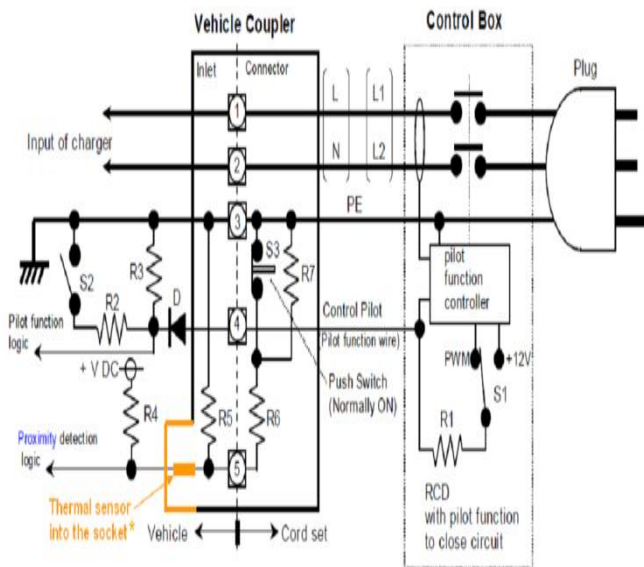 Vehicle Coupler
Control Box
Inlet
Connector
Plug
1
L
L1
Input of charger
2
N
L2
3
PE
S2
R3
S3
R7
pilot
function
controller
R2
D
4
Control Pilot
(Pilot function wire)
Pilot function
logic
+ V DC
Push Switch
(Normally ON)
PWM
+12V
S1
R4
R5
R6
R1
Proximity detection
logic
5
RCD
with pilot function
to close circuit
Thermal sensor
into the socket*
Vehicle
Cord set